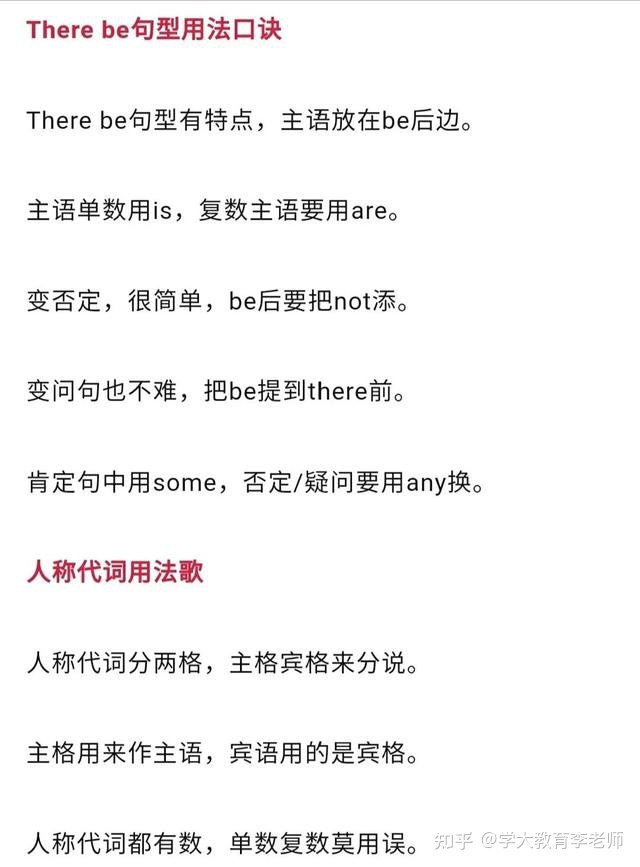 There be句型用法口诀
There be句型有特点，主语放在be后边。
主语单数用is，复数主语要用are。
变否定，很简单，be后要把not添。
变问句也不难，把be提到there前。
肯定句中用some，否定/疑问要用any换。
人称代词用法歌
人称代词分两格，主格宾格来分说。
主格用来作主语，宾语用的是宾格。
人称代词都有数，单数复数莫用误。
知乎 @学大教育李老师